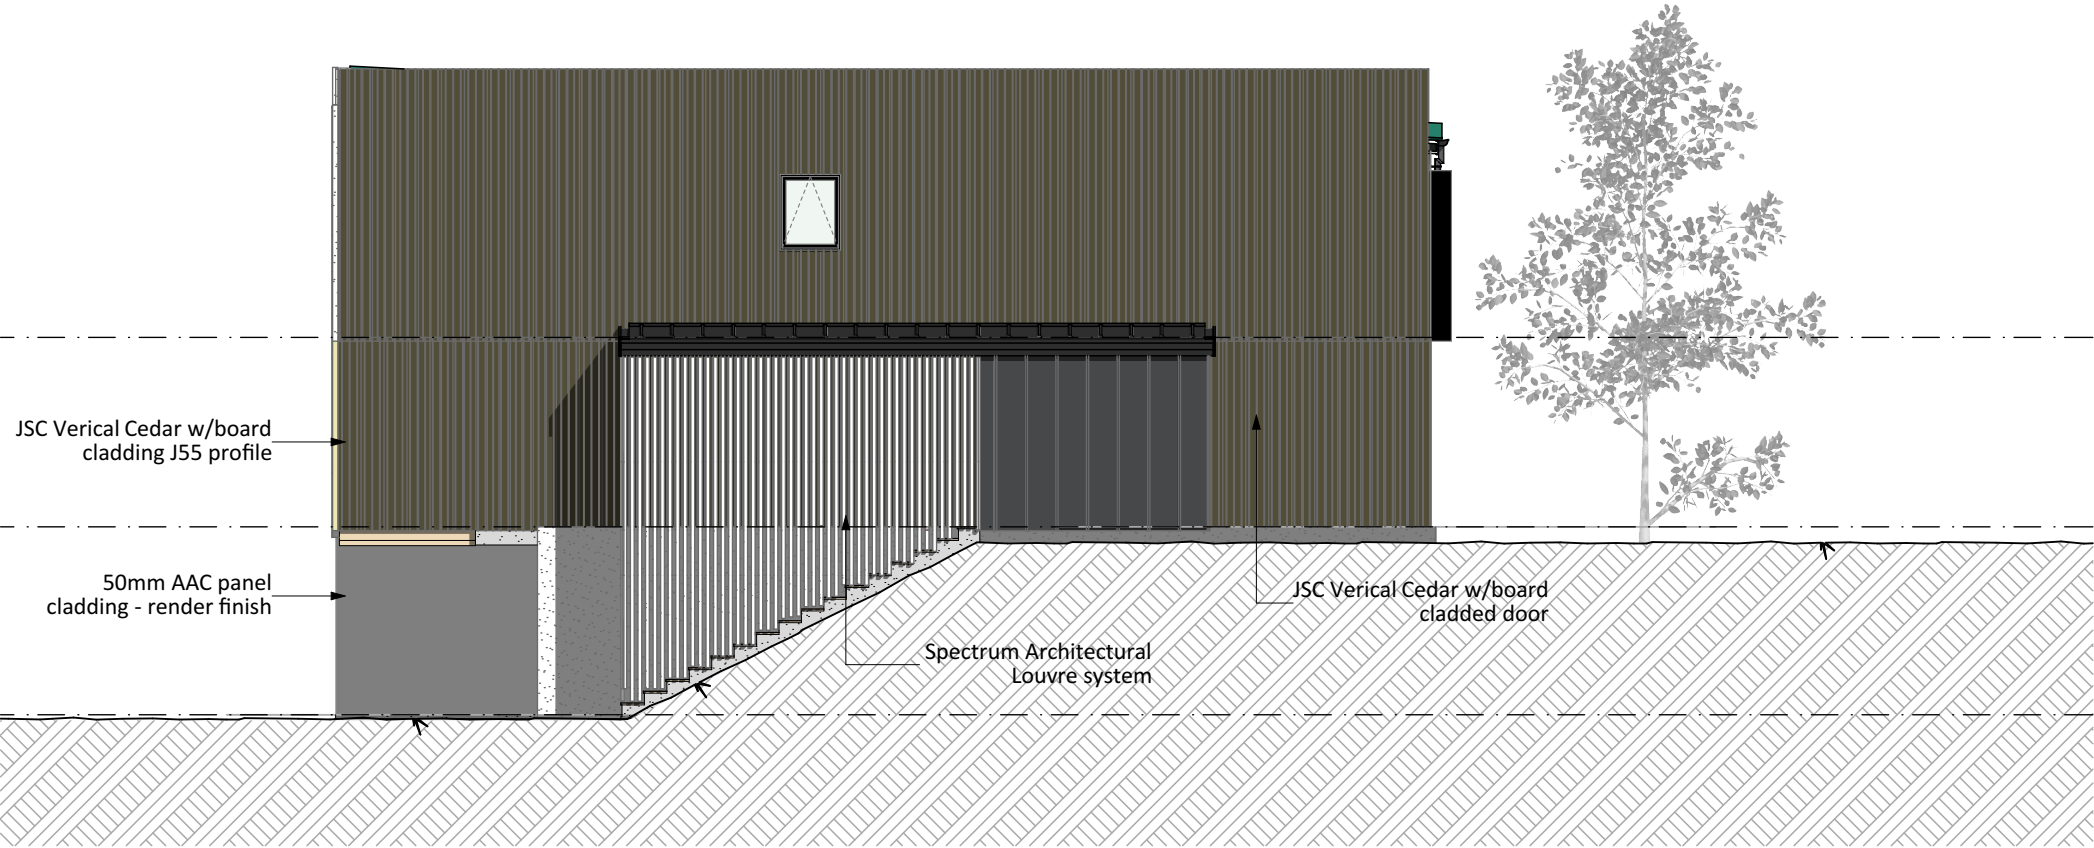 JSC Verical Cedar w/board
cladding J55 profile
50mm AAC panel
cladding - render finish
JSC Verical Cedar w/board
cladded door
Spectrum Architectural
Louvre system